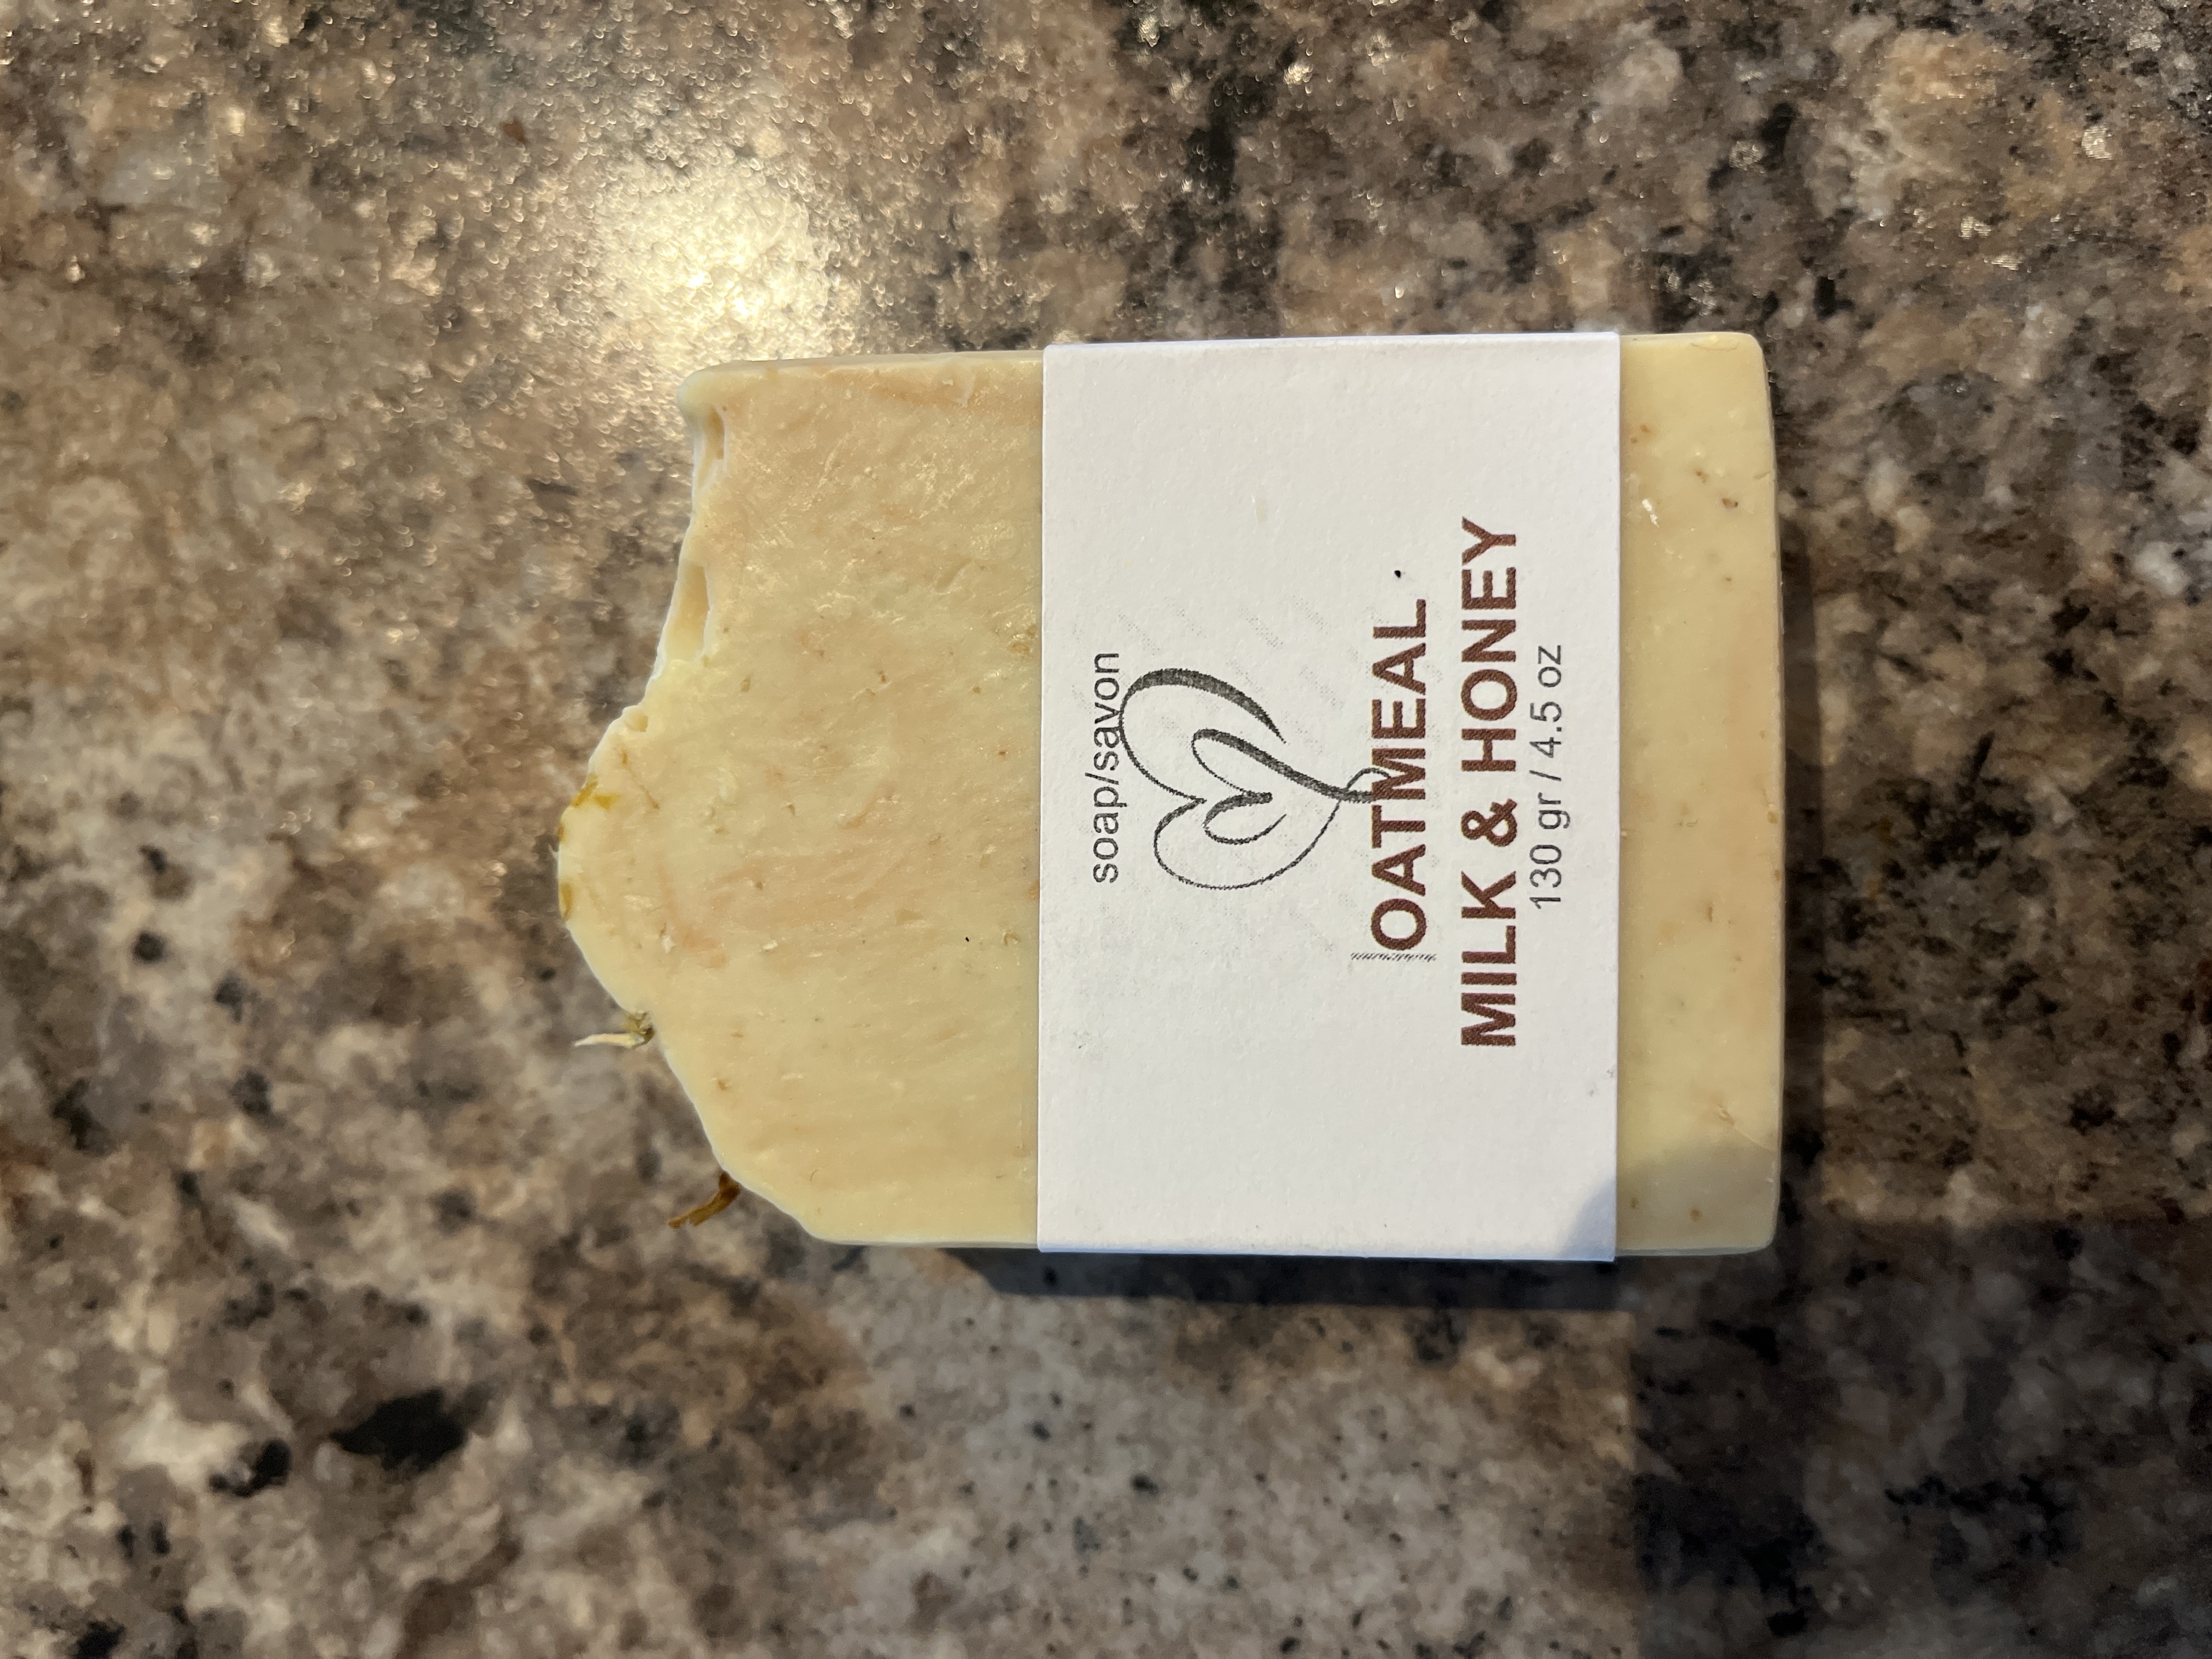 soap/savon
OATMEAL
MILK & HONEY
130 gr / 4.5 oz